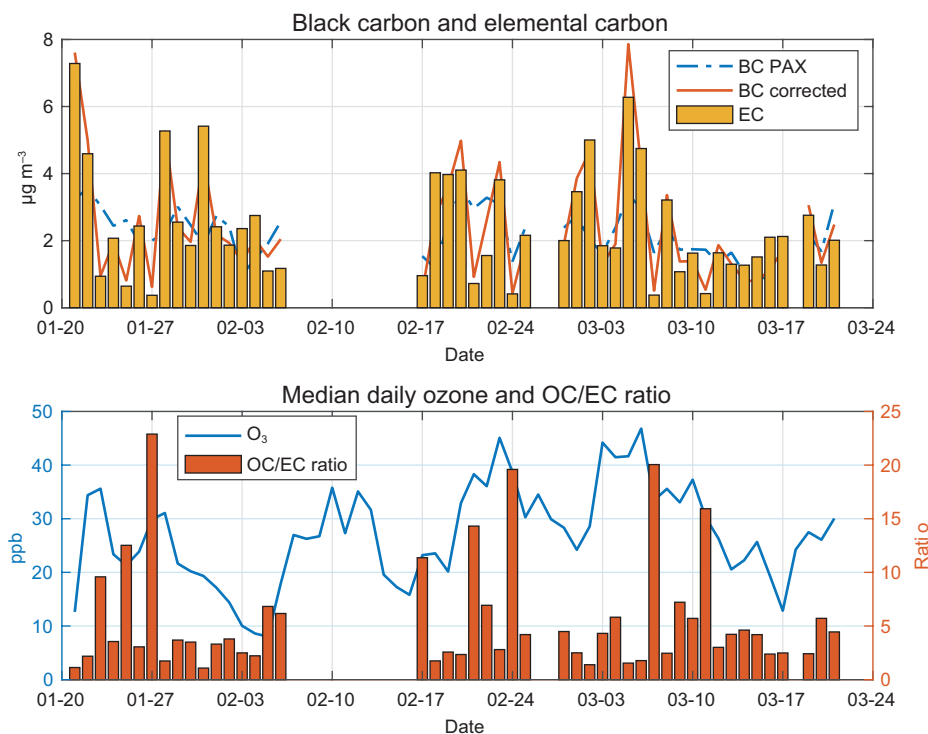 Black carbon and elemental carbon
8
6
4
2
0
µg m⁻³
BC PAX
BC corrected
EC
01-20 01-27 02-03 02-10 02-17 02-24 03-03 03-10 03-17 03-24
Date
Median daily ozone and OC/EC ratio
50
40
30
20
10
0
ppb
O₃
OC/EC ratio
25
20
15
10
5
0
Ratio
01-20 01-27 02-03 02-10 02-17 02-24 03-03 03-10 03-17 03-24
Date